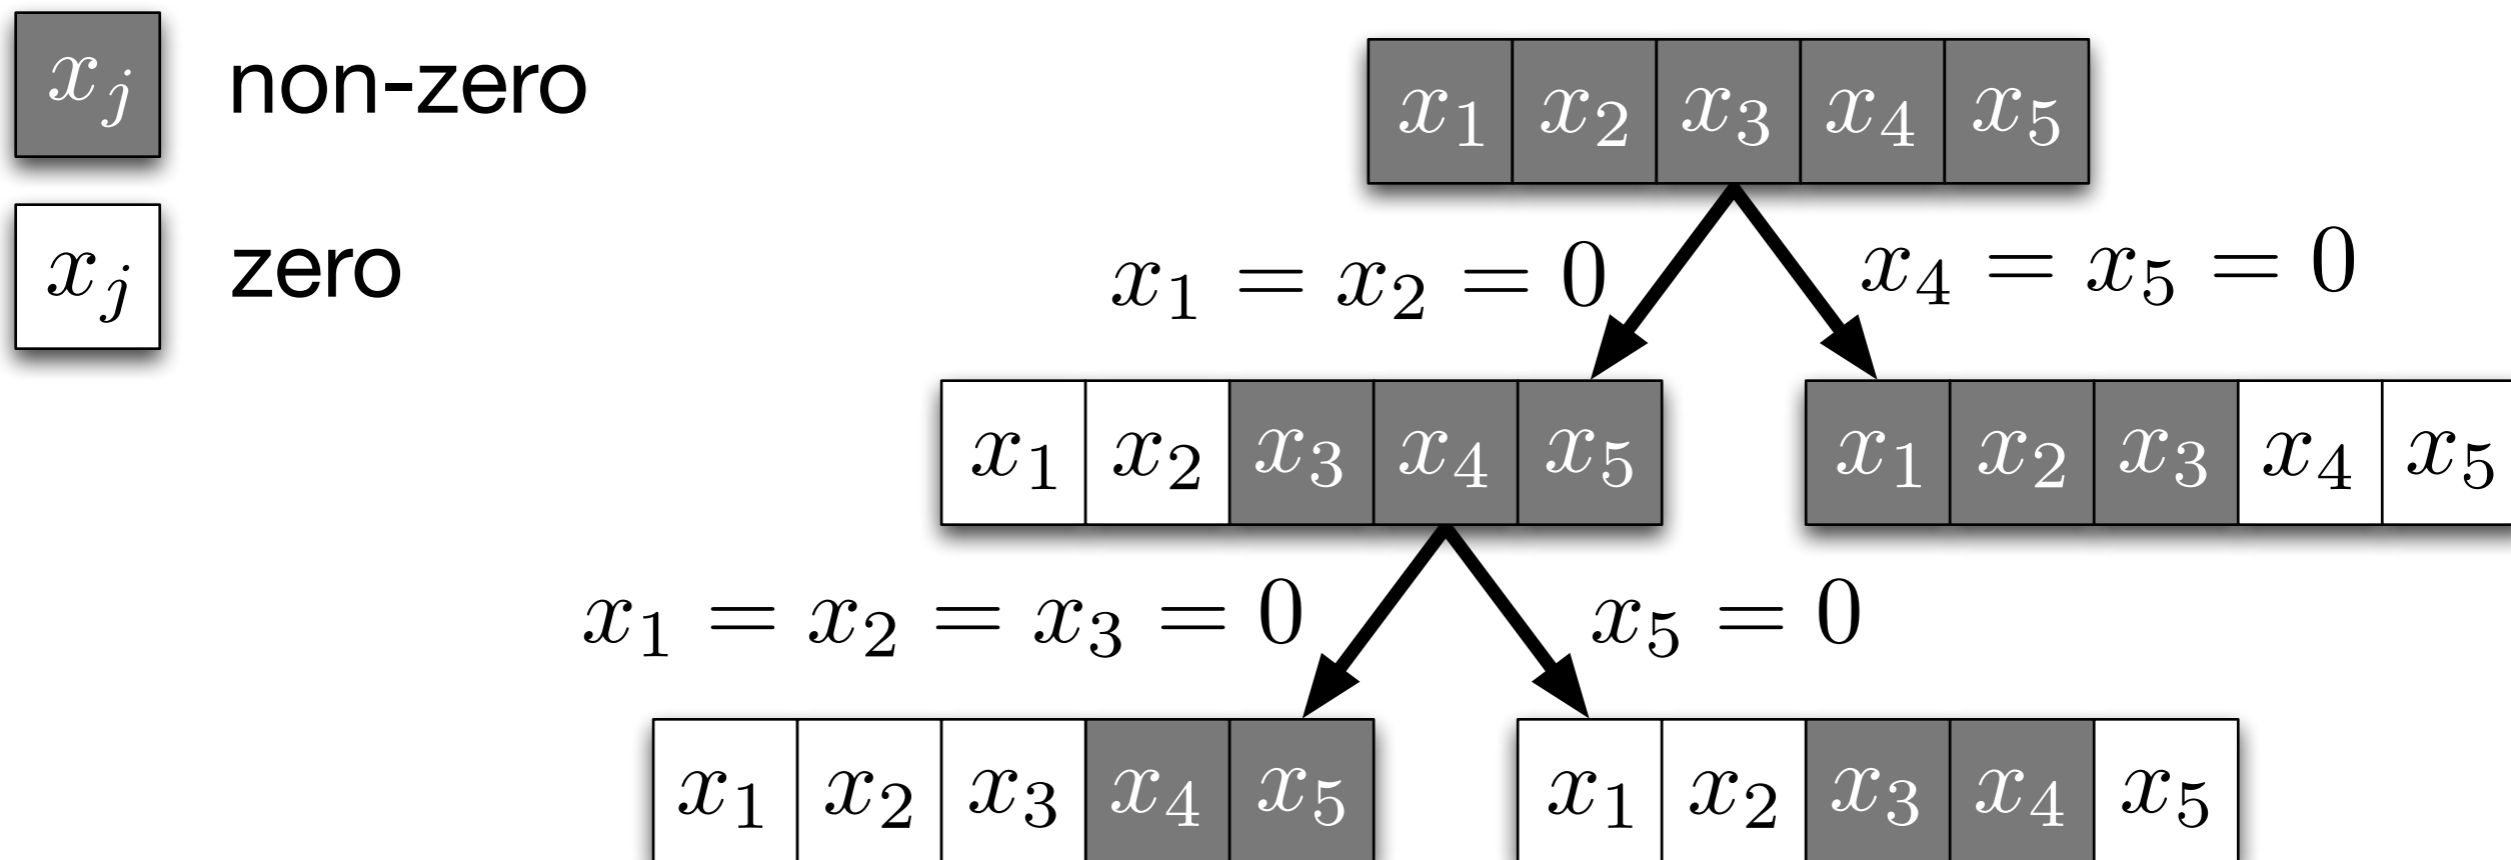 x_j non-zero
x_j zero
x_1 x_2 x_3 x_4 x_5
x_1 = x_2 = 0
x_4 = x_5 = 0
x_1 x_2 x_3 x_4 x_5
x_1 x_2 x_3 x_4 x_5
x_1 = x_2 = x_3 = 0
x_5 = 0
x_1 x_2 x_3 x_4 x_5
x_1 x_2 x_3 x_4 x_5